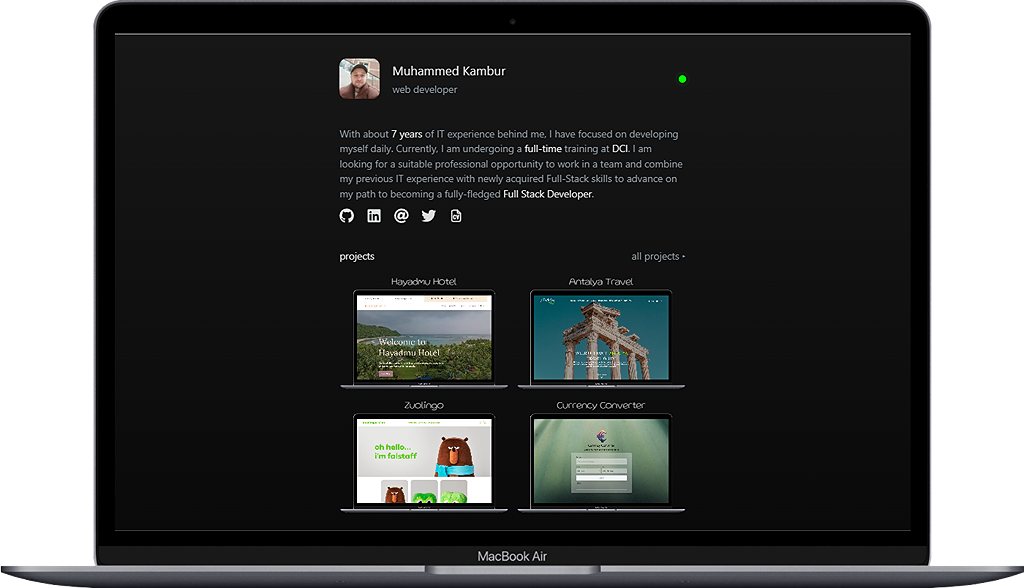 Muhammed Kambur
web developer
With about 7 years of IT experience behind me, I have focused on developing
myself daily. Currently, I am undergoing a full-time training at DCI. I am
looking for a suitable professional opportunity to work in a team and combine
my previous IT experience with newly acquired Full-Stack skills to advance on
my path to becoming a fully-fledged Full Stack Developer.
CV
projects
all projects
Hayadmu Hotel
Antalya Travel
Welcome to
Hayadmu Hotel
Zuolingo
Currency Converter
oh hello...
i'm falstaff
MacBook Air